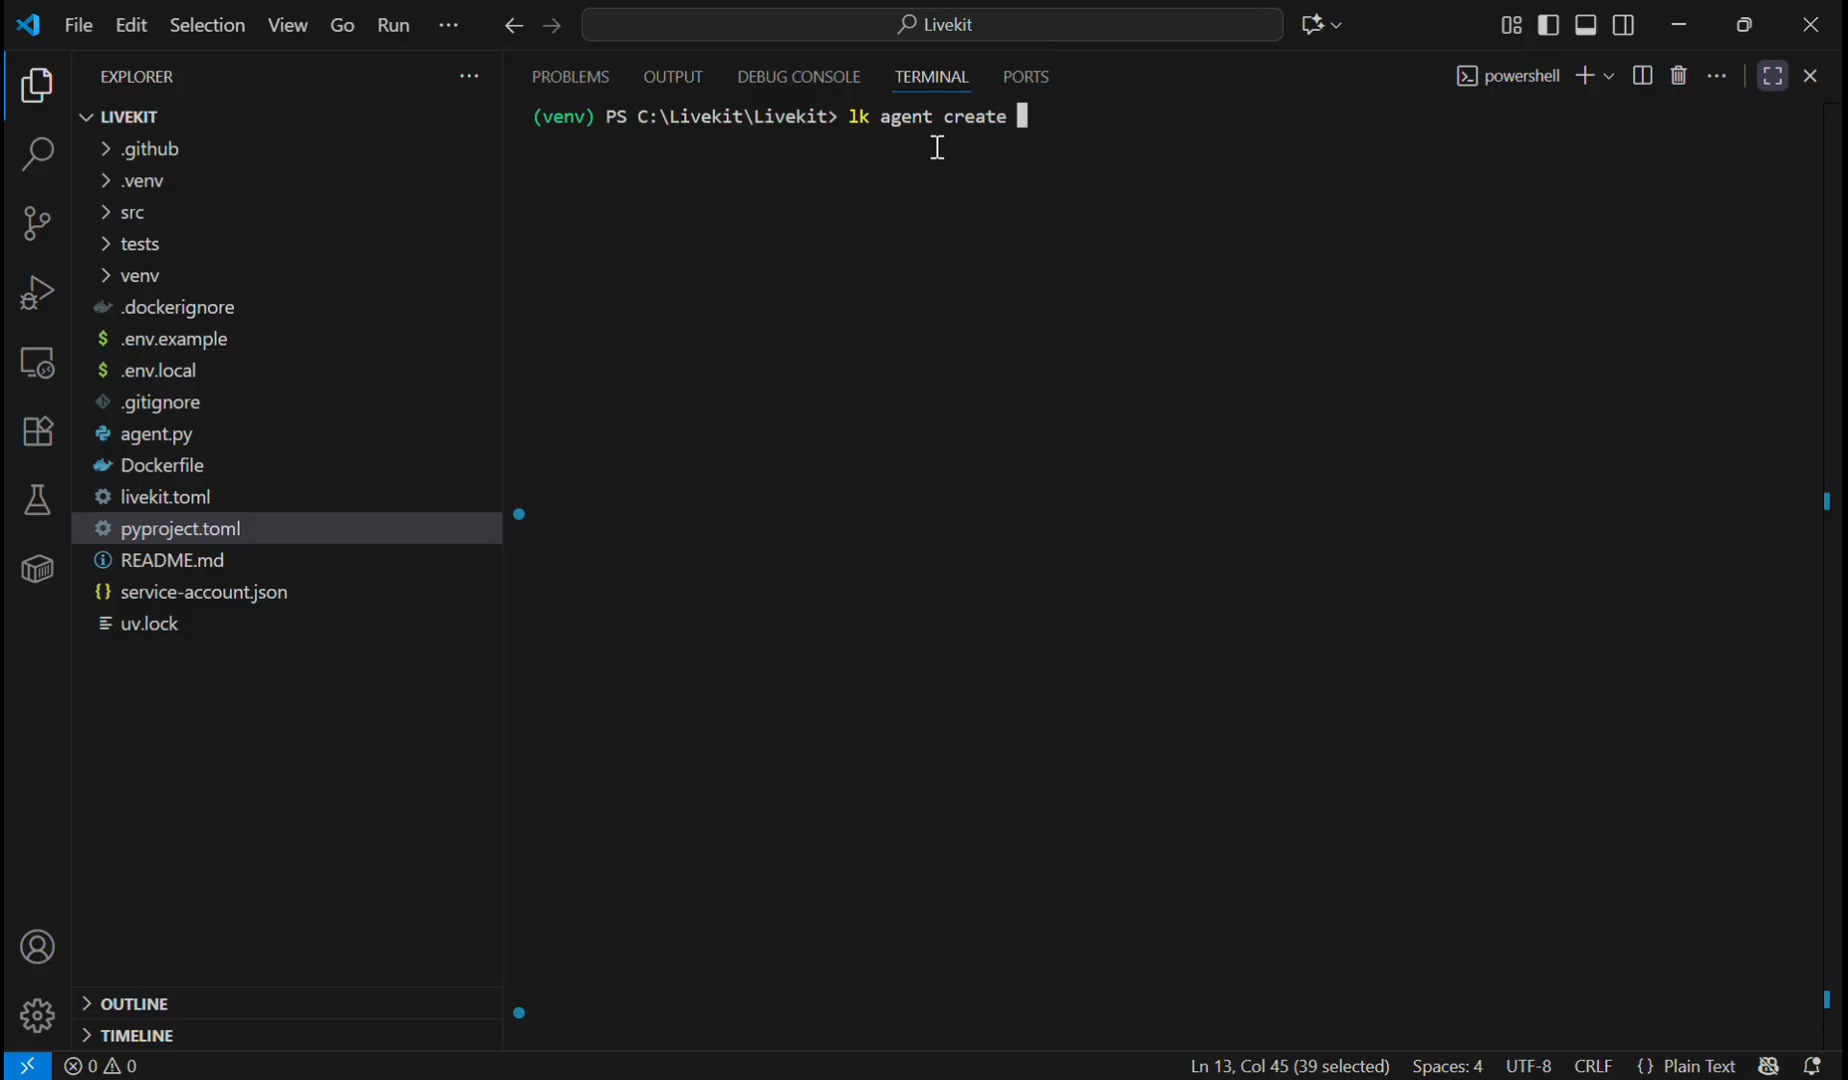 File Edit Selection View Go Run ··· Livekit
EXPLORER ···
PROBLEMS OUTPUT DEBUG CONSOLE TERMINAL PORTS powershell
LIVEKIT
(venv) PS C:\Livekit\Livekit> lk agent create
.github
.venv
src
tests
venv
.dockerignore
$ .env.example
$ .env.local
.gitignore
agent.py
Dockerfile
livekit.toml
pyproject.toml
README.md
{} service-account.json
uv.lock
OUTLINE
TIMELINE
0 0 Ln 13, Col 45 (39 selected) Spaces: 4 UTF-8 CRLF {} Plain Text